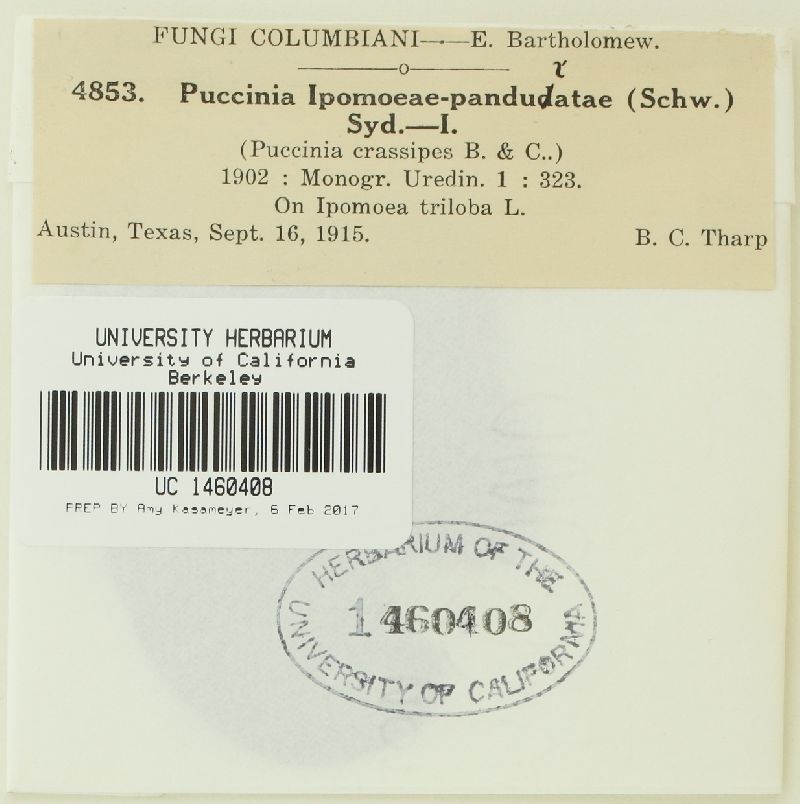 FUNGI COLUMBIANI—·—E. Bartholomew.
4853. Puccinia Ipomoeae-panduratae (Schw.)
Syd.—I.
(Puccinia crassipes B. & C..)
1902 : Monogr. Uredin. 1 : 323.
On Ipomoea triloba L.
Austin, Texas, Sept. 16, 1915. B. C. Tharp
UNIVERSITY HERBARIUM
University of California
Berkeley
UC 1460408
PREP BY Amy Kasameyer, 6 Feb 2017
HERBARIUM OF THE
1460408
UNIVERSITY OF CALIFORNIA